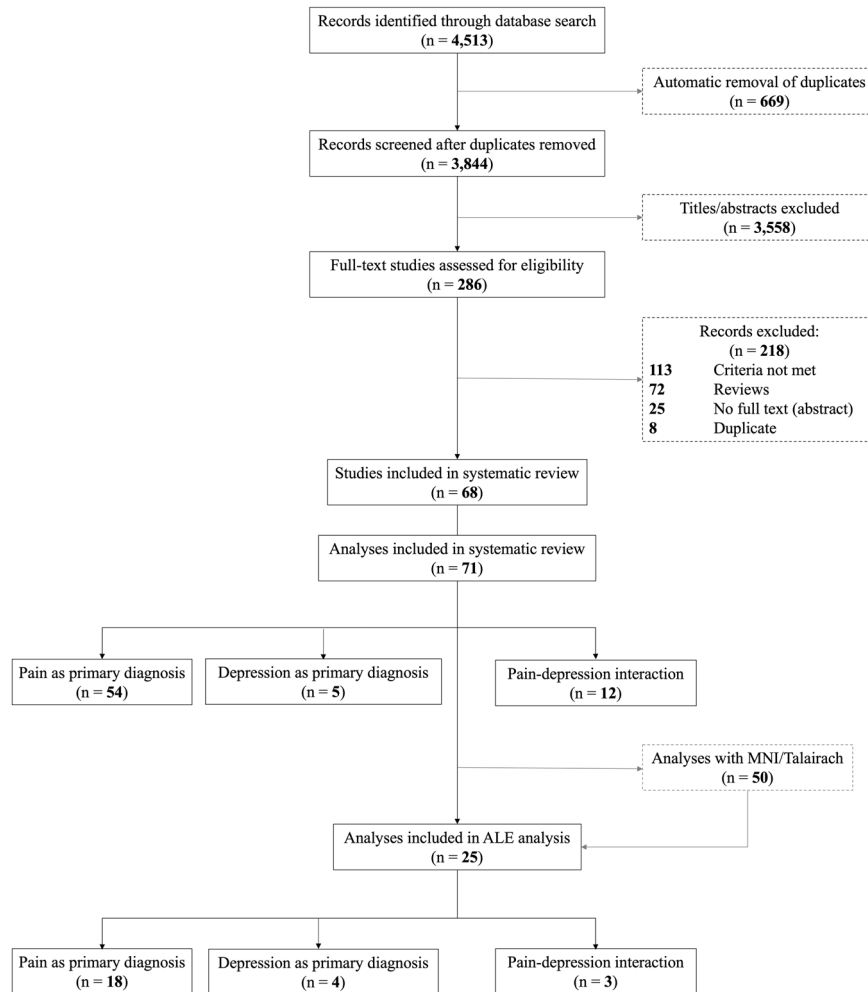 Records identified through database search
(n = 4,513)
Automatic removal of duplicates
(n = 669)
Records screened after duplicates removed
(n = 3,844)
Titles/abstracts excluded
(n = 3,558)
Full-text studies assessed for eligibility
(n = 286)
Records excluded:
(n = 218)
113 Criteria not met
72 Reviews
25 No full text (abstract)
8 Duplicate
Studies included in systematic review
(n = 68)
Analyses included in systematic review
(n = 71)
Pain as primary diagnosis
(n = 54)
Depression as primary diagnosis
(n = 5)
Pain-depression interaction
(n = 12)
Analyses with MNI/Talairach
(n = 50)
Analyses included in ALE analysis
(n = 25)
Pain as primary diagnosis
(n = 18)
Depression as primary diagnosis
(n = 4)
Pain-depression interaction
(n = 3)